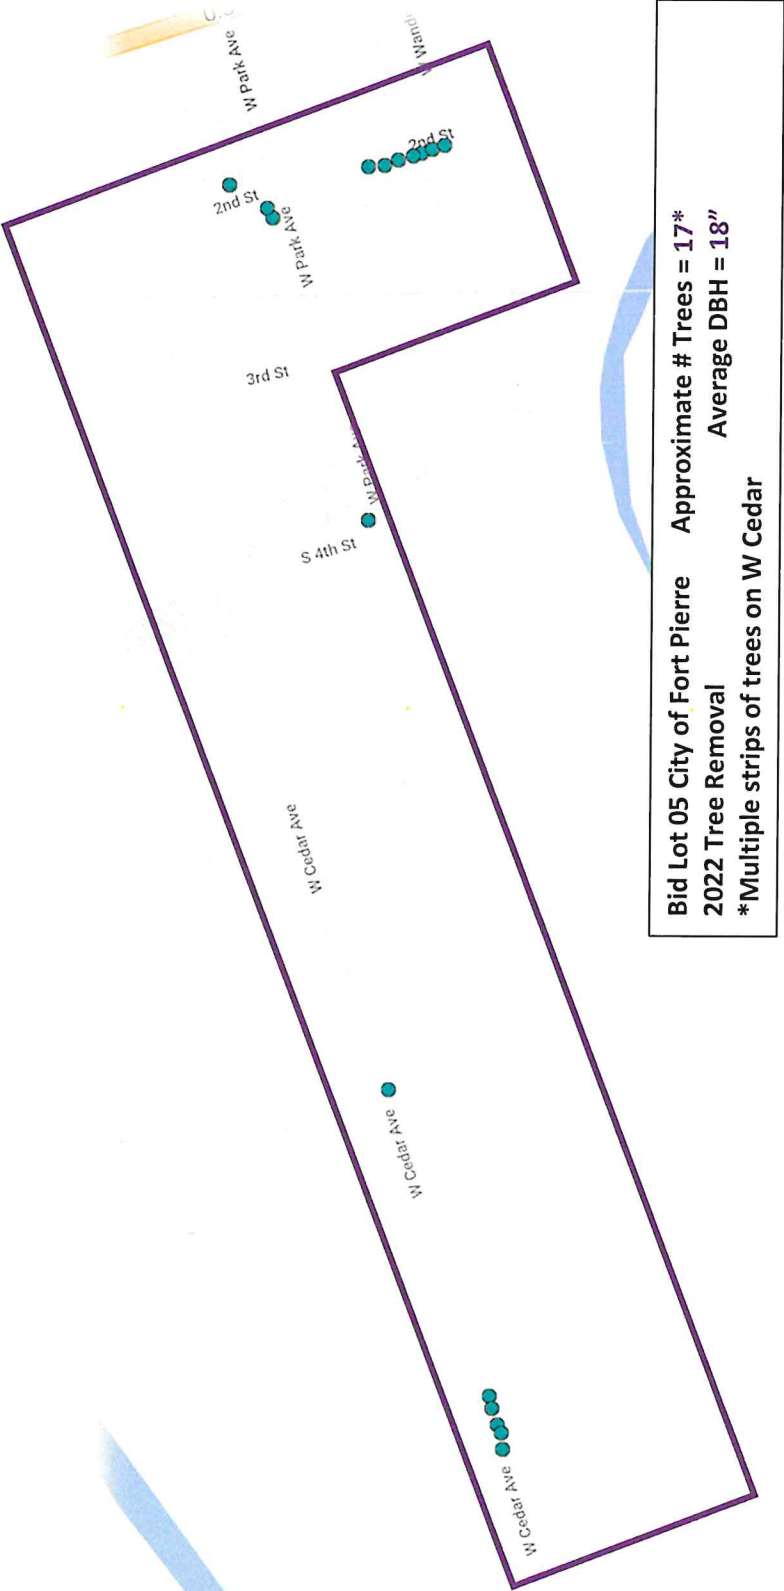 W Park Ave
2nd St
2nd St
W Park Ave
3rd St
S 4th St
W Cedar Ave
W Cedar Ave
W Cedar Ave
Bid Lot 05 City of Fort Pierre Approximate # Trees = 17*
2022 Tree Removal Average DBH = 18”
*Multiple strips of trees on W Cedar